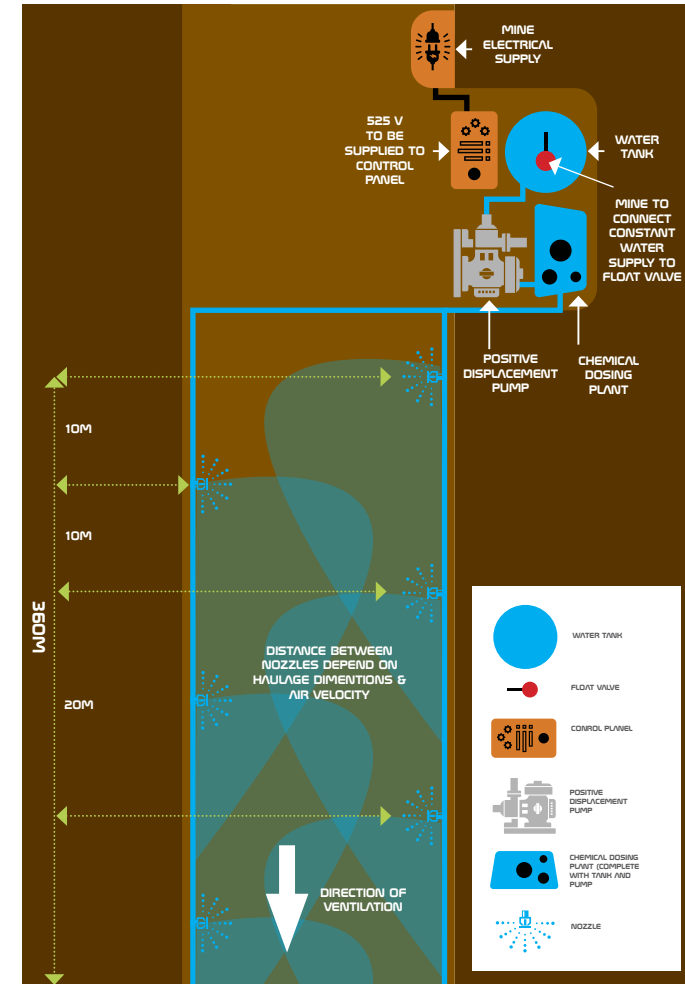 MINE
ELECTRICAL
SUPPLY
525 V
TO BE
SUPPLIED TO
CONTROL
PANEL
WATER
TANK
MINE TO
CONNECT
CONSTANT
WATER
SUPPLY TO
FLOAT VALVE
POSITIVE
DISPLACEMENT
PUMP
CHEMICAL
DOSING
PLANT
10M
10M
360M
20M
DISTANCE BETWEEN
NOZZLES DEPEND ON
HAULAGE DIMENTIONS &
AIR VELOCITY
DIRECTION OF
VENTILATION
WATER TANK
FLOAT VALVE
CONROL PLANEL
POSITIVE
DISPLACEMENT
PUMP
CHEMICAL DOSING
PLANT (COMPLETE
WITH TANK AND
PUMP
NOZZLE